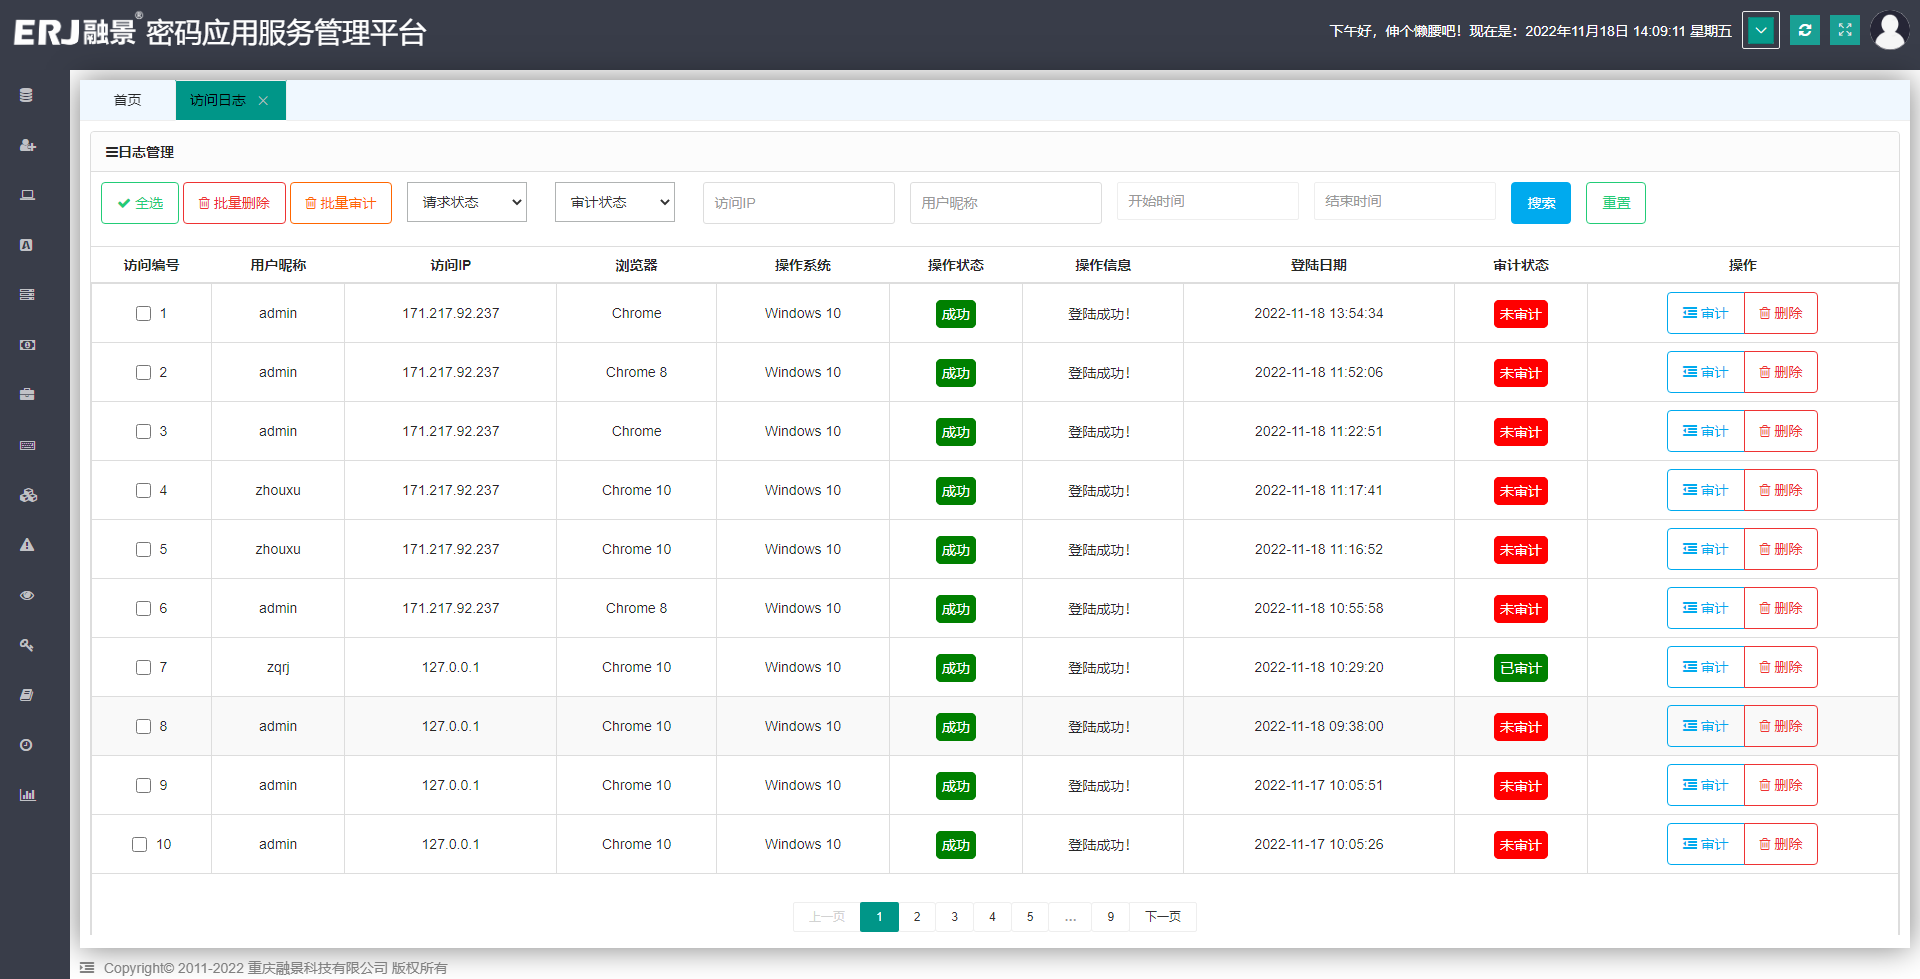 ERJ融景® 密码应用服务管理平台
下午好，伸个懒腰吧！现在是：2022年11月18日 14:09:11 星期五
首页 访问日志
日志管理
全选 批量删除 批量审计 请求状态 审计状态 访问IP 用户昵称 开始时间 结束时间 搜索 重置
访问编号 用户昵称 访问IP 浏览器 操作系统 操作状态 操作信息 登陆日期 审计状态 操作
1 admin 171.217.92.237 Chrome Windows 10 成功 登陆成功! 2022-11-18 13:54:34 未审计 审计 删除
2 admin 171.217.92.237 Chrome 8 Windows 10 成功 登陆成功! 2022-11-18 11:52:06 未审计 审计 删除
3 admin 171.217.92.237 Chrome Windows 10 成功 登陆成功! 2022-11-18 11:22:51 未审计 审计 删除
4 zhouxu 171.217.92.237 Chrome 10 Windows 10 成功 登陆成功! 2022-11-18 11:17:41 未审计 审计 删除
5 zhouxu 171.217.92.237 Chrome 10 Windows 10 成功 登陆成功! 2022-11-18 11:16:52 未审计 审计 删除
6 admin 171.217.92.237 Chrome 8 Windows 10 成功 登陆成功! 2022-11-18 10:55:58 未审计 审计 删除
7 zqrj 127.0.0.1 Chrome 10 Windows 10 成功 登陆成功! 2022-11-18 10:29:20 已审计 审计 删除
8 admin 127.0.0.1 Chrome 10 Windows 10 成功 登陆成功! 2022-11-18 09:38:00 未审计 审计 删除
9 admin 127.0.0.1 Chrome 10 Windows 10 成功 登陆成功! 2022-11-17 10:05:51 未审计 审计 删除
10 admin 127.0.0.1 Chrome 10 Windows 10 成功 登陆成功! 2022-11-17 10:05:26 未审计 审计 删除
上一页 1 2 3 4 5 … 9 下一页
Copyright© 2011-2022 重庆融景科技有限公司 版权所有